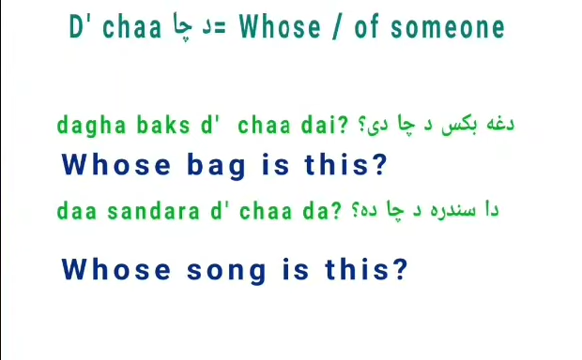 D' chaa د چا= Whose / of someone
dagha baks d' chaa dai? دغه بکس د چا دی؟
Whose bag is this?
daa sandara d' chaa da? دا سندره د چا ده؟
Whose song is this?